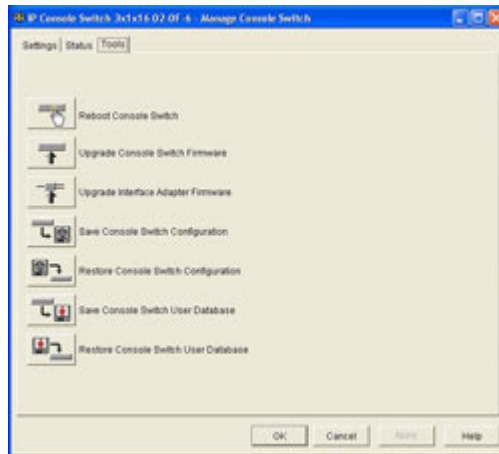 IP Console Switch 3x1x16 02-0F-6 - Manage Console Switch
Settings Status Tools
Reboot Console Switch
Upgrade Console Switch Firmware
Upgrade Interface Adapter Firmware
Save Console Switch Configuration
Restore Console Switch Configuration
Save Console Switch User Database
Restore Console Switch User Database
OK Cancel Apply Help